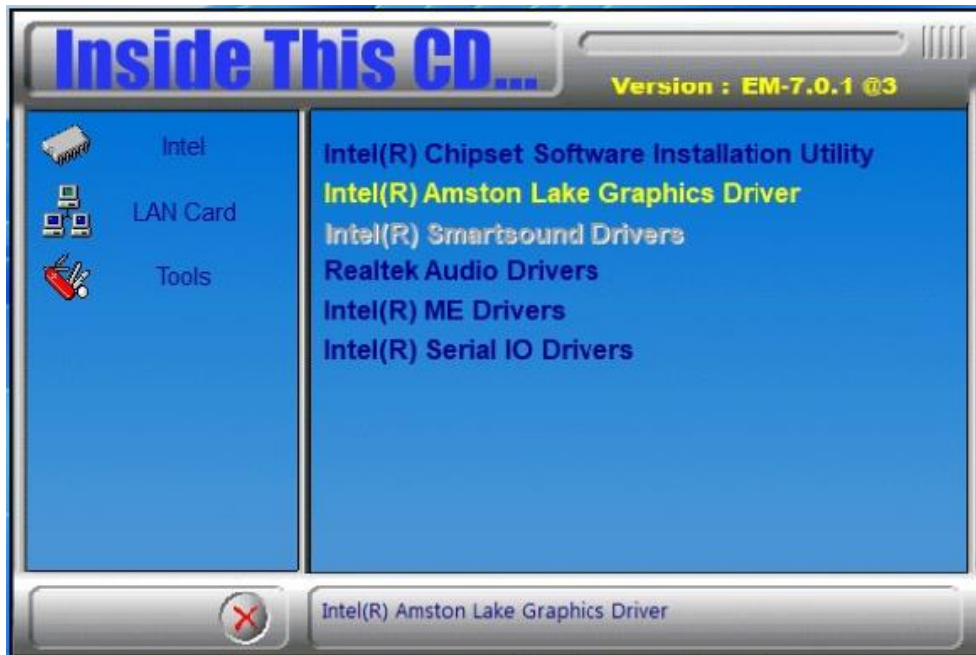 Inside This CD...
Version : EM-7.0.1 @3
Intel
LAN Card
Tools
Intel(R) Chipset Software Installation Utility
Intel(R) Amston Lake Graphics Driver
Intel(R) Smartsound Drivers
Realtek Audio Drivers
Intel(R) ME Drivers
Intel(R) Serial IO Drivers
Intel(R) Amston Lake Graphics Driver